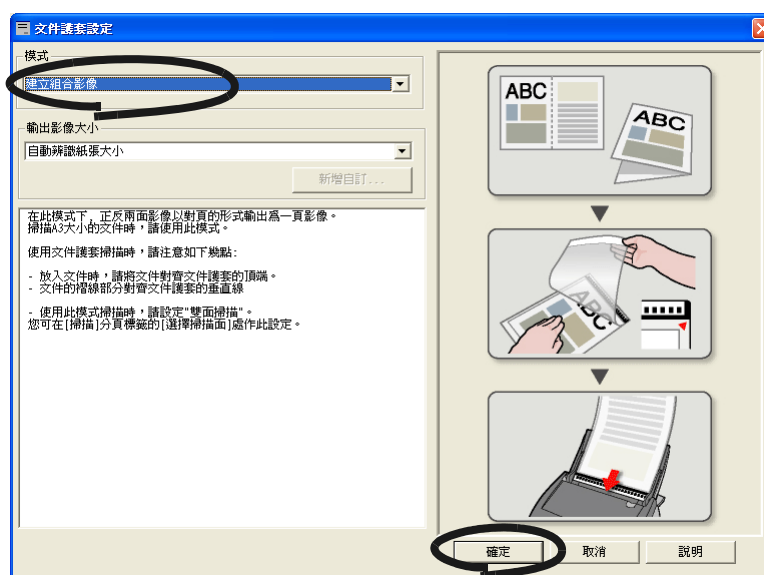 文件護套設定
模式
建立組合影像
輸出影像大小
自動辨識紙張大小
新增自訂...
在此模式下，正反兩面影像以對頁的形式輸出爲一頁影像。
掃描A3大小的文件時，請使用此模式。
使用文件護套掃描時，請注意如下幾點:
- 放入文件時，請將文件對齊文件護套的頂端。
- 文件的褶線部分對齊文件護套的垂直線
- 使用此模式掃描時，請設定"雙面掃描"。
您可在[掃描]分頁標籤的[選擇掃描面]處作此設定。
ABC
ABC
ABC
確定
取消
說明